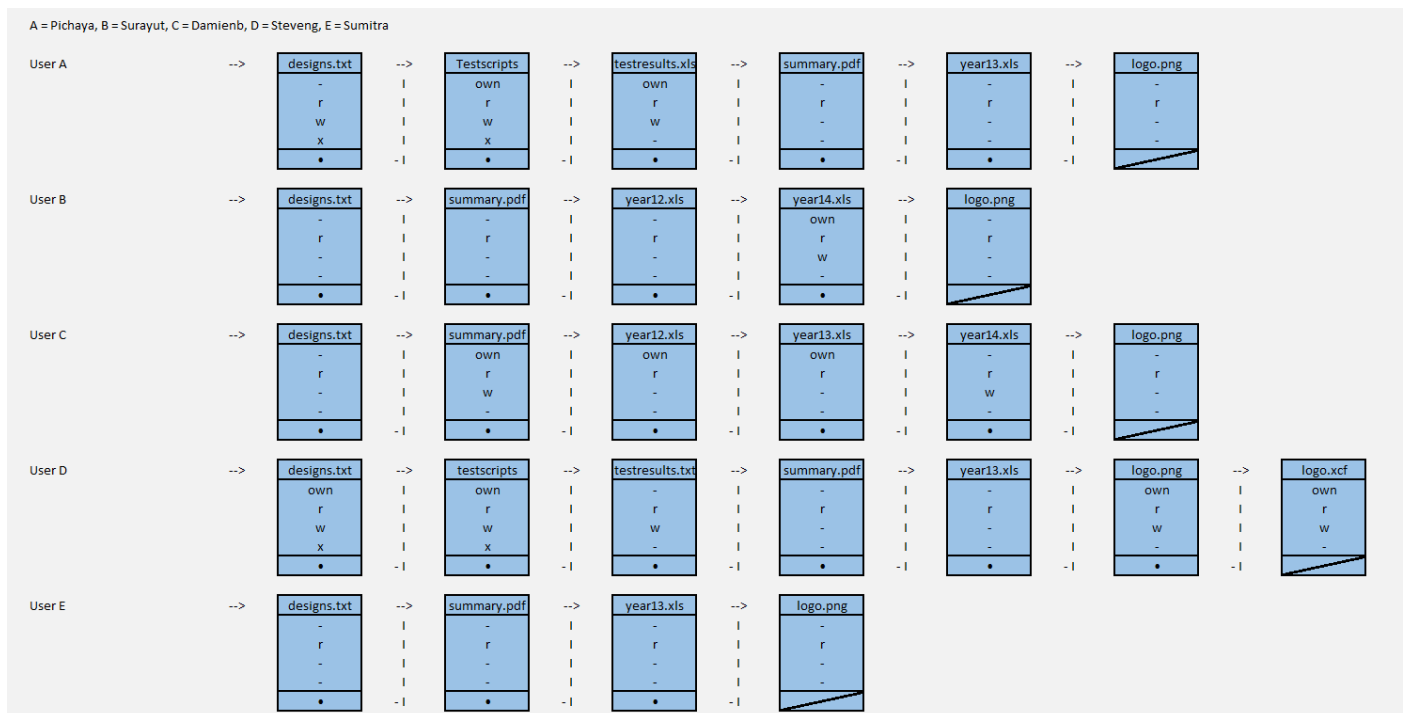 A = Pichaya, B = Surayut, C = Damienb, D = Steveng, E = Sumitra
User A --> designs.txt --> Testscripts --> testresults.xls --> summary.pdf --> year13.xls --> logo.png
- own own - - -
r r r r r r
w w w - - -
x x - - - -
User B --> designs.txt --> summary.pdf --> year12.xls --> year14.xls --> logo.png
- - - own -
r r r r r
- - - w -
- - - - -
User C --> designs.txt --> summary.pdf --> year12.xls --> year13.xls --> year14.xls --> logo.png
- own own own - -
r r r r r r
- w - - w -
- - - - - -
User D --> designs.txt --> testscripts --> testresults.txt --> summary.pdf --> year13.xls --> logo.png --> logo.xcf
own own - - - own own
r r r r r r r
w w w - - w w
x x - - - - -
User E --> designs.txt --> summary.pdf --> year13.xls --> logo.png
- - - -
r r r r
- - - -
- - - -